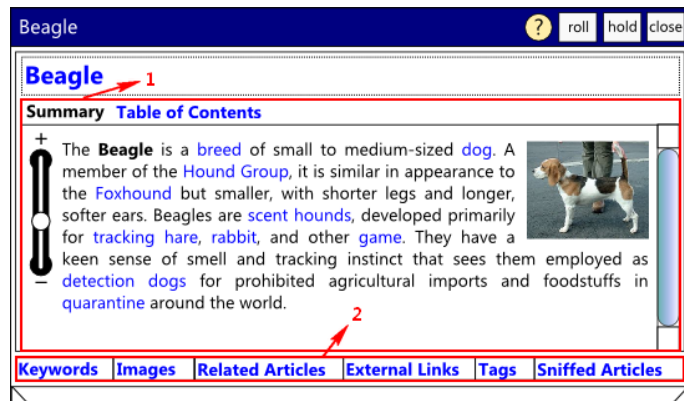 Beagle ? roll hold close
Beagle
1
Summary Table of Contents
+
The Beagle is a breed of small to medium-sized dog. A
member of the Hound Group, it is similar in appearance to
the Foxhound but smaller, with shorter legs and longer,
softer ears. Beagles are scent hounds, developed primarily
for tracking hare, rabbit, and other game. They have a
keen sense of smell and tracking instinct that sees them employed as
detection dogs for prohibited agricultural imports and foodstuffs in
quarantine around the world.
−
2
Keywords Images Related Articles External Links Tags Sniffed Articles